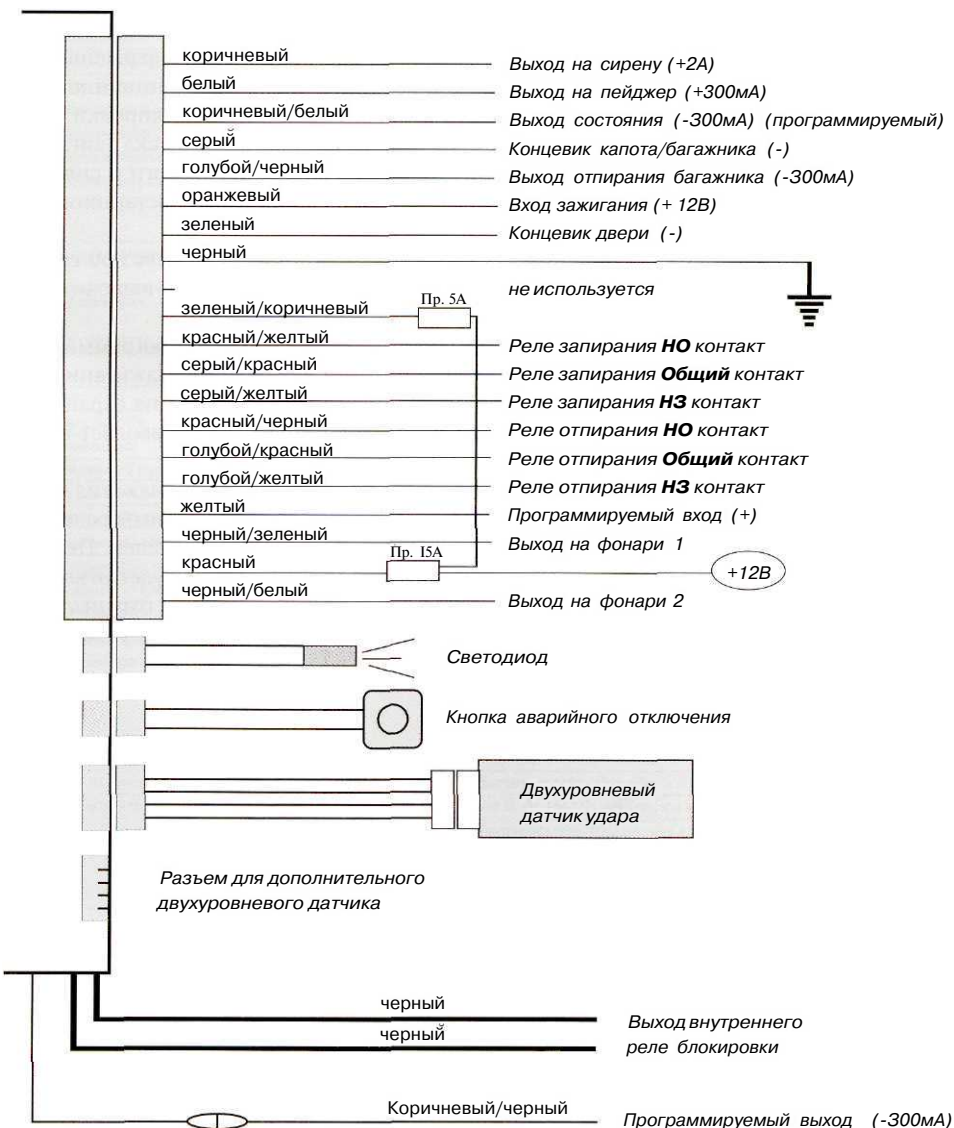 коричневый
Выход на сирену (+2А)
белый
Выход на пейджер (+300мА)
коричневый/белый
Выход состояния (-300мА) (программируемый)
серый
Концевик капота/багажника (-)
голубой/черный
Выход отпирания багажника (-300мА)
оранжевый
Вход зажигания (+ 12В)
зеленый
Концевик двери (-)
черный
не используется
зеленый/коричневый
Пр. 5А
красный/желтый
Реле запирания НО контакт
серый/красный
Реле запирания Общий контакт
серый/желтый
Реле запирания НЗ контакт
красный/черный
Реле отпирания НО контакт
голубой/красный
Реле отпирания Общий контакт
голубой/желтый
Реле отпирания НЗ контакт
желтый
Программируемый вход (+)
черный/зеленый
Выход на фонари 1
красный
Пр. I5А
+12В
черный/белый
Выход на фонари 2
Светодиод
Кнопка аварийного отключения
Двухуровневый
датчик удара
Разъем для дополнительного
двухуровневого датчика
черный
черный
Выход внутреннего
реле блокировки
Коричневый/черный
Программируемый выход (-300мА)